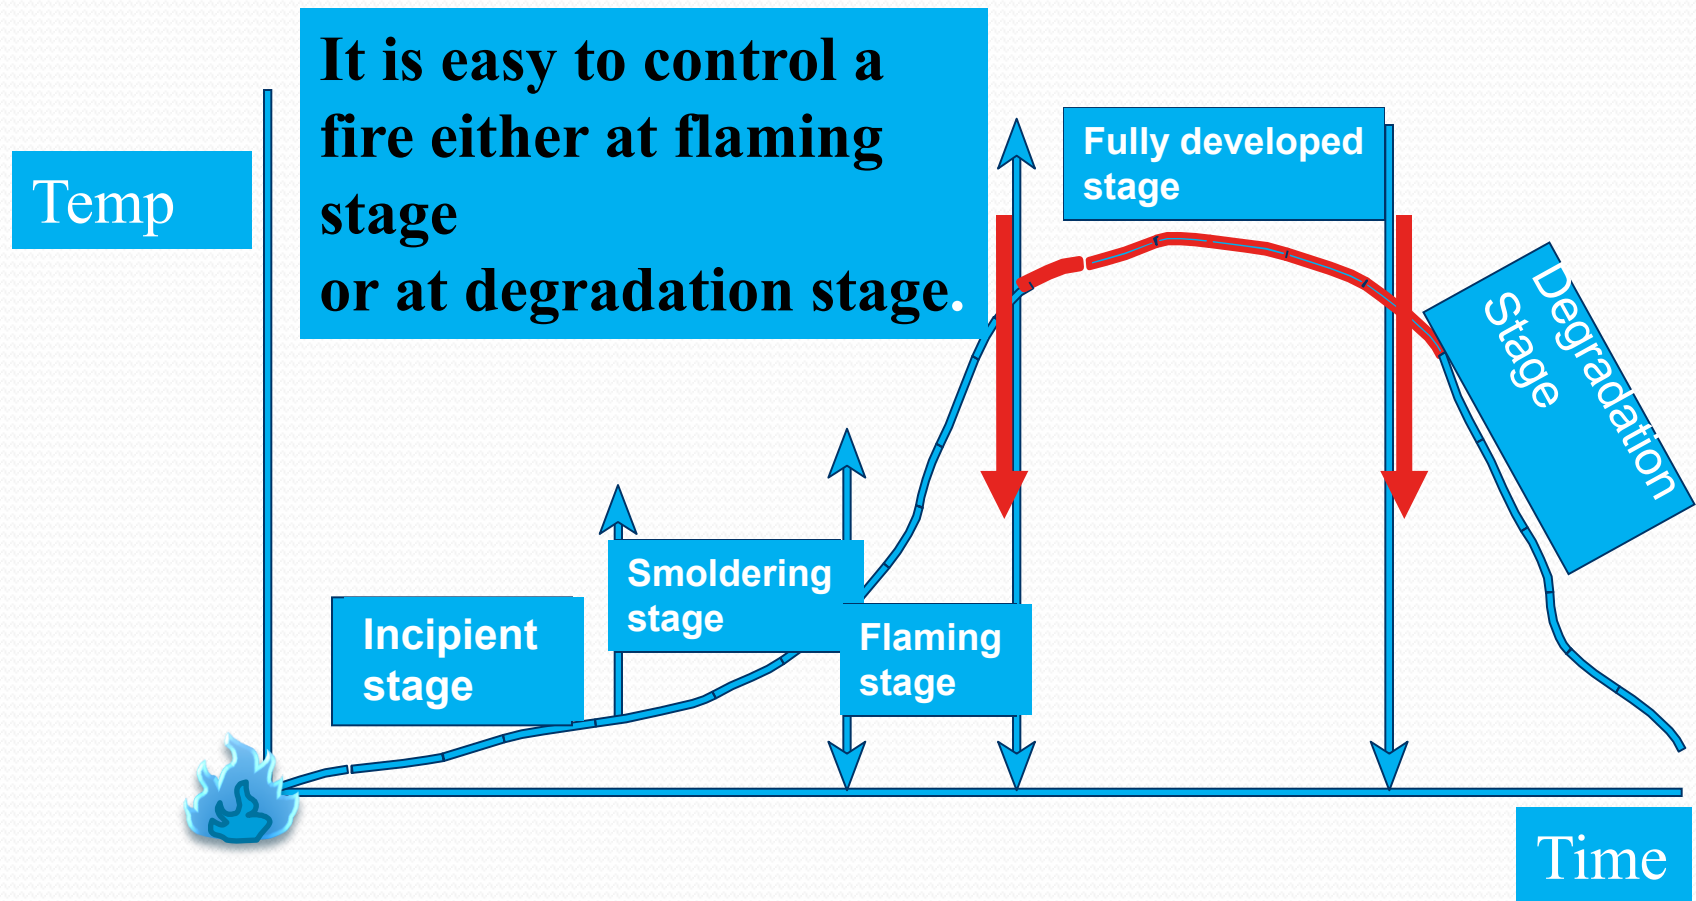 It is easy to control a
fire either at flaming
stage
or at degradation stage.
Temp
Fully developed
stage
Degradation
Stage
Smoldering
stage
Incipient
stage
Flaming
stage
Time